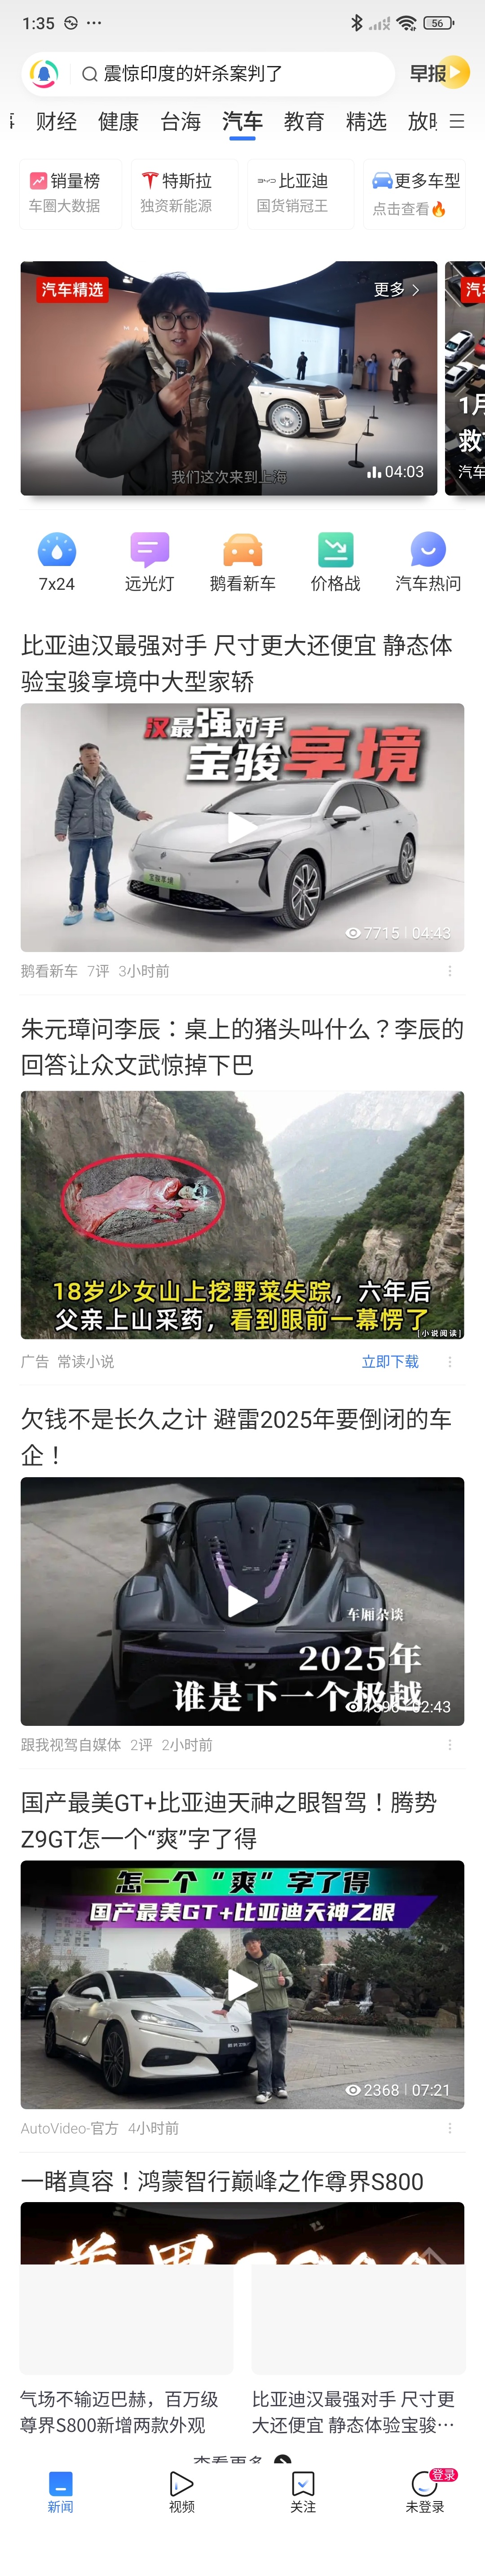 1:35
56
震惊印度的奸杀案判了
早报
财经 健康 台海 汽车 教育 精选
销量榜
车圈大数据
特斯拉
独资新能源
比亚迪
国货销冠王
更多车型
点击查看
汽车精选
更多
我们这次来到上海
04:03
1月
救
汽车
7x24
远光灯
鹅看新车
价格战
汽车热问
比亚迪汉最强对手 尺寸更大还便宜 静态体
验宝骏享境中大型家轿
汉最强对手
宝骏享境
宝骏享境
7715 04:43
鹅看新车 7评 3小时前
朱元璋问李辰：桌上的猪头叫什么？李辰的
回答让众文武惊掉下巴
18岁少女山上挖野菜失踪，六年后
父亲上山采药，看到眼前一幕愣了
[小说阅读]
广告 常读小说
立即下载
欠钱不是长久之计 避雷2025年要倒闭的车
企！
车厢杂谈
2025年
谁是下一个极越
02:43
跟我视驾自媒体 2评 2小时前
国产最美GT+比亚迪天神之眼智驾！腾势
Z9GT怎一个“爽”字了得
怎一个“爽”字了得
国产最美GT+比亚迪天神之眼
2368 07:21
AutoVideo-官方 4小时前
一睹真容！鸿蒙智行巅峰之作尊界S800
气场不输迈巴赫，百万级
尊界S800新增两款外观
比亚迪汉最强对手 尺寸更
大还便宜 静态体验宝骏…
查看更多
登录
新闻
视频
关注
未登录